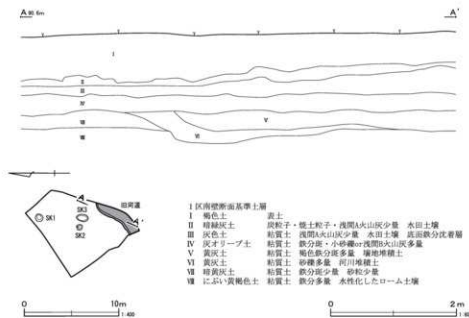 A 95.6m
A'
I
II
III
IV
V
VI
VII
VIII
旧河道
A
A'
SK1
SK3
SK2
1区南壁断面基準土層
I 褐色土 表土
II 暗緑灰土 炭粒子・焼土粒子・浅間A火山灰少量 水田土壌
III 灰色土 粘質土 浅間A火山灰少量 水田土壌 底面鉄分沈着層
IV 灰オリーブ土 粘質土 鉄分斑・小砂礫or浅間B火山灰多量
V 黄灰土 粘質土 褐色鉄分斑多量 窪地堆積土
VI 黄灰土 粘質土 砂礫多量 河川堆積土
VII 暗黄灰土 粘質土 鉄分斑少量 砂粒少量
VIII にぶい黄褐色土 粘質土 鉄分多量 水性化したローム土壌
0 10m
1:400
0 2m